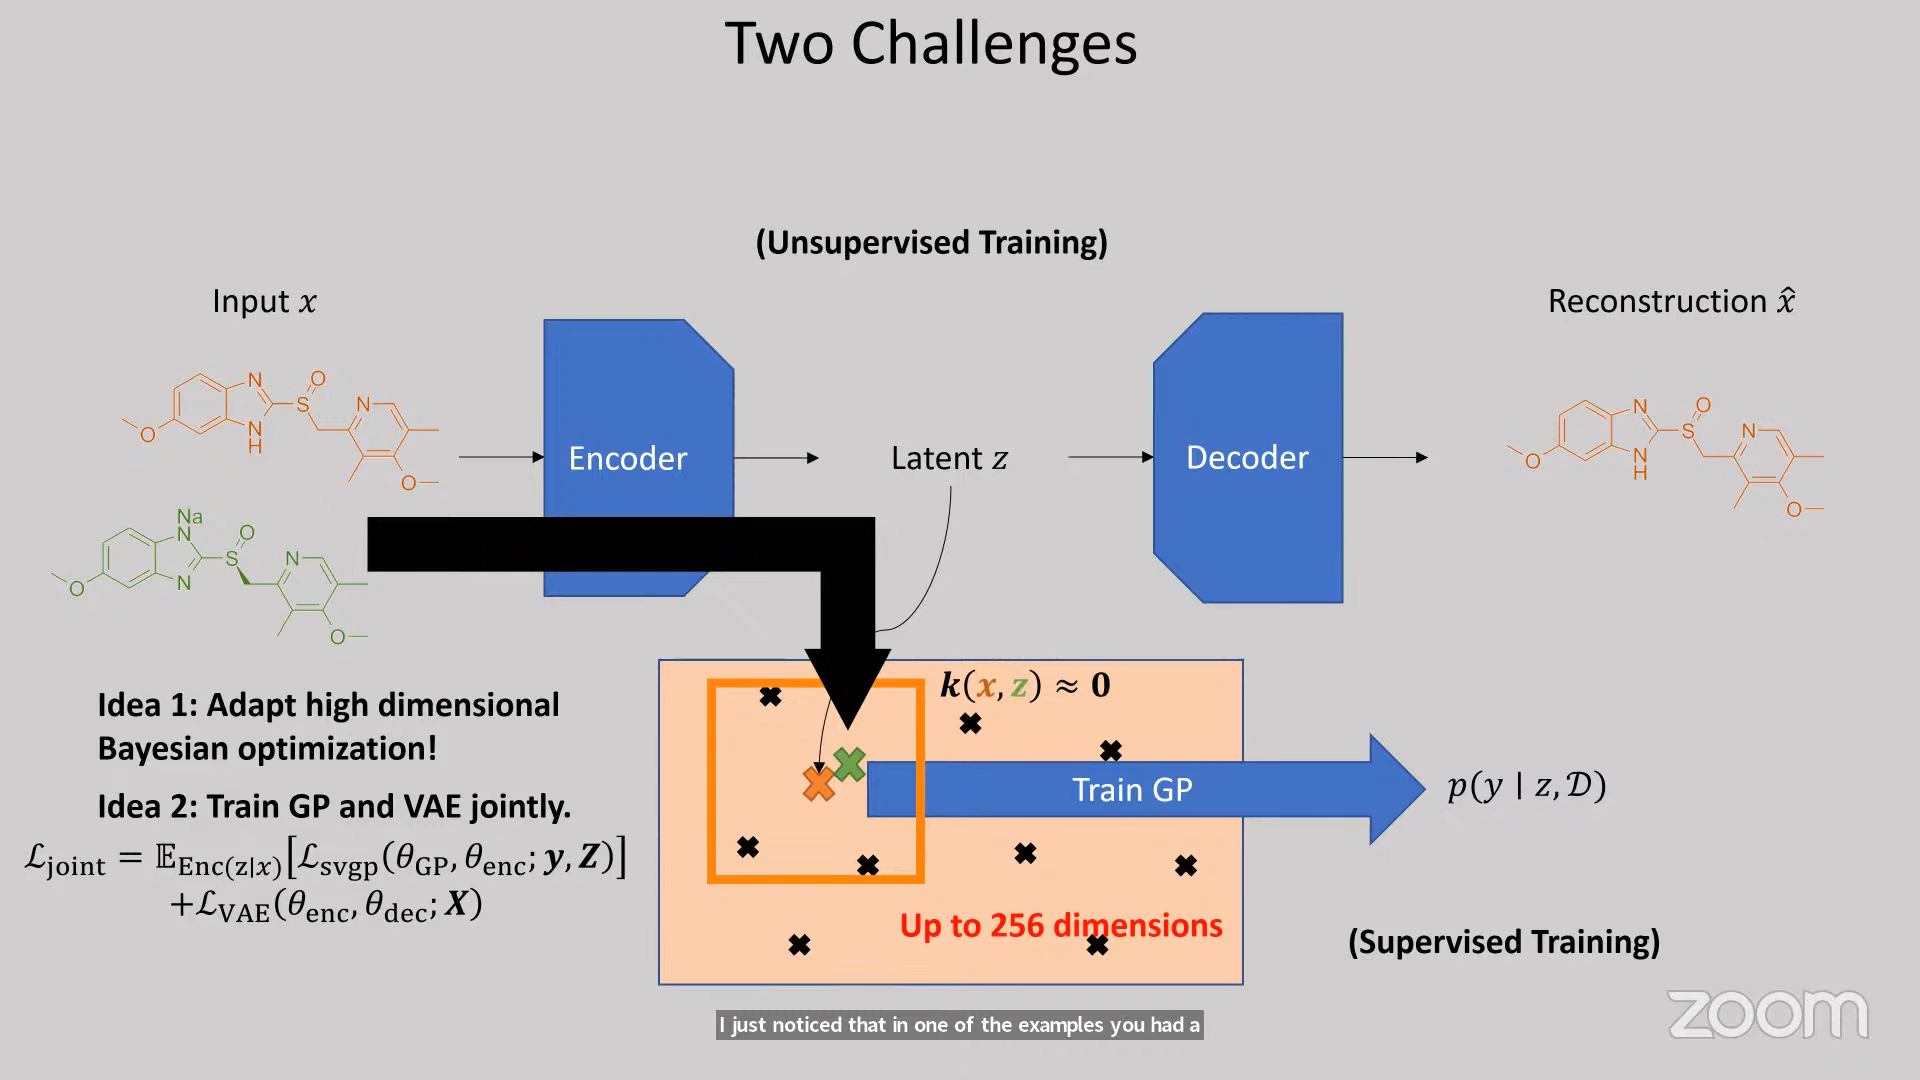 Two Challenges
(Unsupervised Training)
Input x
Reconstruction x̂
N
O
S
N
N
H
O
O
Encoder
Latent z
Decoder
N
O
S
N
N
H
O
O
Na
N
O
S
N
N
O
O
k(x, z) ≈ 0
Idea 1: Adapt high dimensional
Bayesian optimization!
Train GP
p(y | z, 𝒟)
Idea 2: Train GP and VAE jointly.
ℒjoint = 𝔼Enc(z|x)[ℒsvgp(θGP, θenc; y, Z)]
+ℒVAE(θenc, θdec; X)
Up to 256 dimensions
(Supervised Training)
I just noticed that in one of the examples you had a
zoom